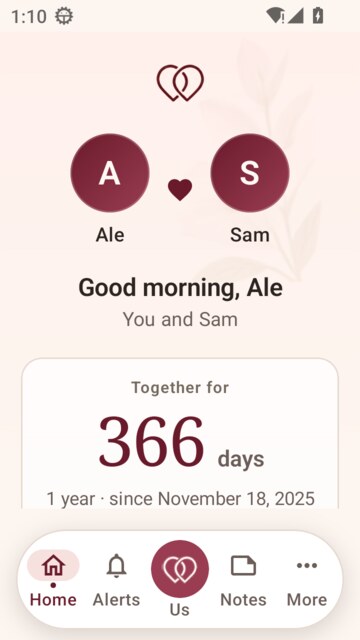 1:10
A
S
Ale
Sam
Good morning, Ale
You and Sam
Together for
366 days
1 year · since November 18, 2025
Home
Alerts
Us
Notes
More